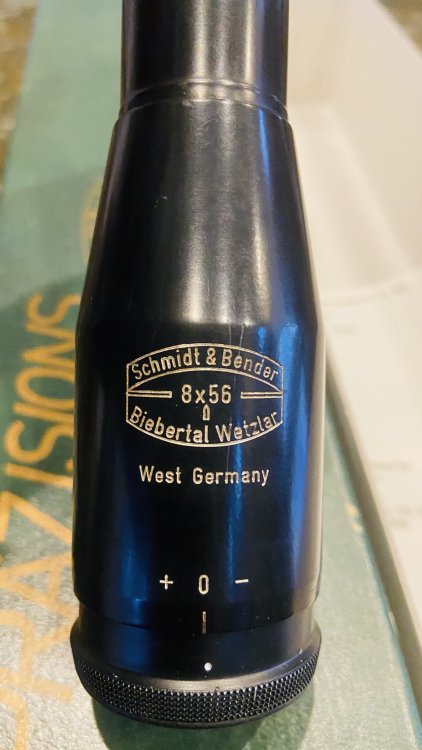 Schmidt & Bender
8x56
Biebertal Wetzlar
West Germany
+ 0 -